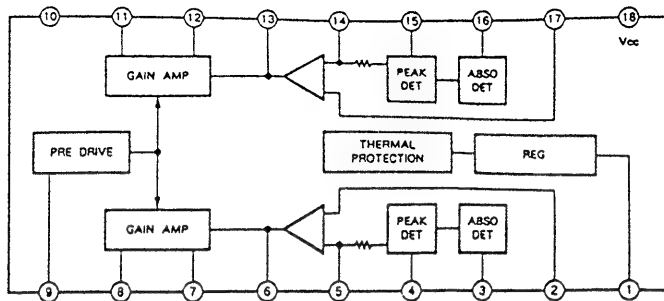 10 11 12 13 14 15 16 17 18
Vcc
GAIN AMP
PEAK DET
ABSO DET
PRE DRIVE
THERMAL PROTECTION
REG
GAIN AMP
PEAK DET
ABSO DET
9 8 7 6 5 4 3 2 1